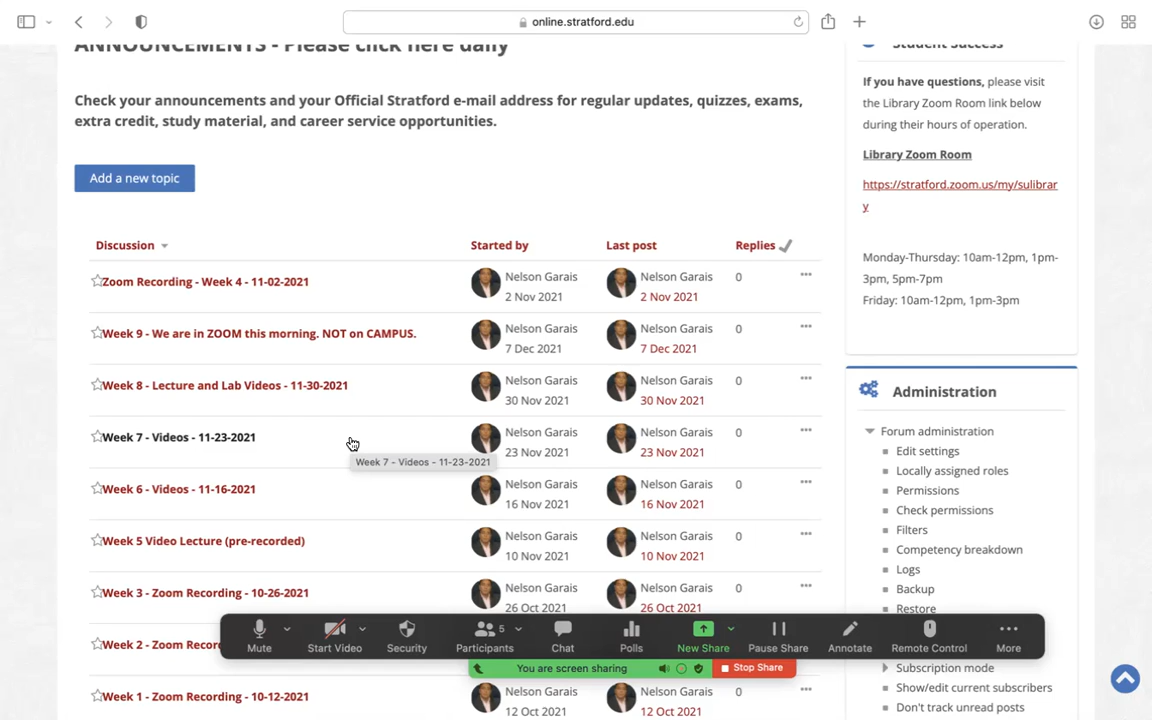 online.stratford.edu
ANNOUNCEMENTS - Please click here daily
Check your announcements and your Official Stratford e-mail address for regular updates, quizzes, exams,
extra credit, study material, and career service opportunities.
Add a new topic
Discussion Started by Last post Replies
Zoom Recording - Week 4 - 11-02-2021 Nelson Garais Nelson Garais 0
2 Nov 2021 2 Nov 2021
Week 9 - We are in ZOOM this morning. NOT on CAMPUS. Nelson Garais Nelson Garais 0
7 Dec 2021 7 Dec 2021
Week 8 - Lecture and Lab Videos - 11-30-2021 Nelson Garais Nelson Garais 0
30 Nov 2021 30 Nov 2021
Week 7 - Videos - 11-23-2021 Nelson Garais Nelson Garais 0
23 Nov 2021 23 Nov 2021
Week 7 - Videos - 11-23-2021
Week 6 - Videos - 11-16-2021 Nelson Garais Nelson Garais 0
16 Nov 2021 16 Nov 2021
Week 5 Video Lecture (pre-recorded) Nelson Garais Nelson Garais 0
10 Nov 2021 10 Nov 2021
Week 3 - Zoom Recording - 10-26-2021 Nelson Garais Nelson Garais 0
26 Oct 2021 26 Oct 2021
Week 2 - Zoom
Week 1 - Zoom Recording - 10-12-2021 Nelson Garais Nelson Garais 0
12 Oct 2021 12 Oct 2021
Student Success
If you have questions, please visit
the Library Zoom Room link below
during their hours of operation.
Library Zoom Room
https://stratford.zoom.us/my/sulibrar
y
Monday-Thursday: 10am-12pm, 1pm-
3pm, 5pm-7pm
Friday: 10am-12pm, 1pm-3pm
Administration
Forum administration
Edit settings
Locally assigned roles
Permissions
Check permissions
Filters
Competency breakdown
Logs
Backup
Restore
Subscription mode
Show/edit current subscribers
Don't track unread posts
5
Mute Start Video Security Participants Chat Polls New Share Pause Share Annotate Remote Control More
You are screen sharing Stop Share